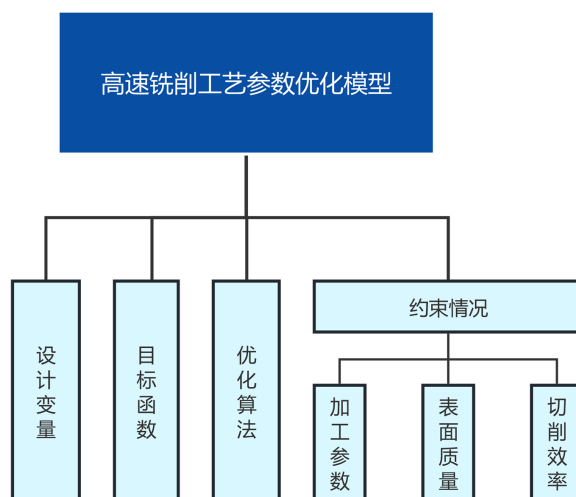 高速铣削工艺参数优化模型
设计变量
目标函数
优化算法
约束情况
加工参数
表面质量
切削效率